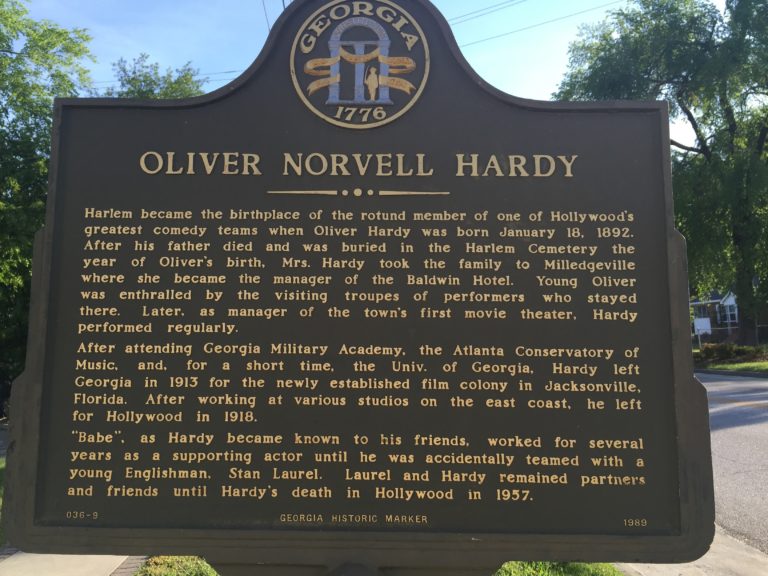 GEORGIA
1776
OLIVER NORVELL HARDY
Harlem became the birthplace of the rotund member of one of Hollywood's
greatest comedy teams when Oliver Hardy was born January 18, 1892.
After his father died and was buried in the Harlem Cemetery the
year of Oliver's birth, Mrs. Hardy took the family to Milledgeville
where she became the manager of the Baldwin Hotel. Young Oliver
was enthralled by the visiting troupes of performers who stayed
there. Later, as manager of the town's first movie theater, Hardy
performed regularly.
After attending Georgia Military Academy, the Atlanta Conservatory of
Music, and, for a short time, the Univ. of Georgia, Hardy left
Georgia in 1913 for the newly established film colony in Jacksonville,
Florida. After working at various studios on the east coast, he left
for Hollywood in 1918.
"Babe", as Hardy became known to his friends, worked for several
years as a supporting actor until he was accidentally teamed with a
young Englishman, Stan Laurel. Laurel and Hardy remained partners
and friends until Hardy's death in Hollywood in 1957.
036-9 GEORGIA HISTORIC MARKER 1989